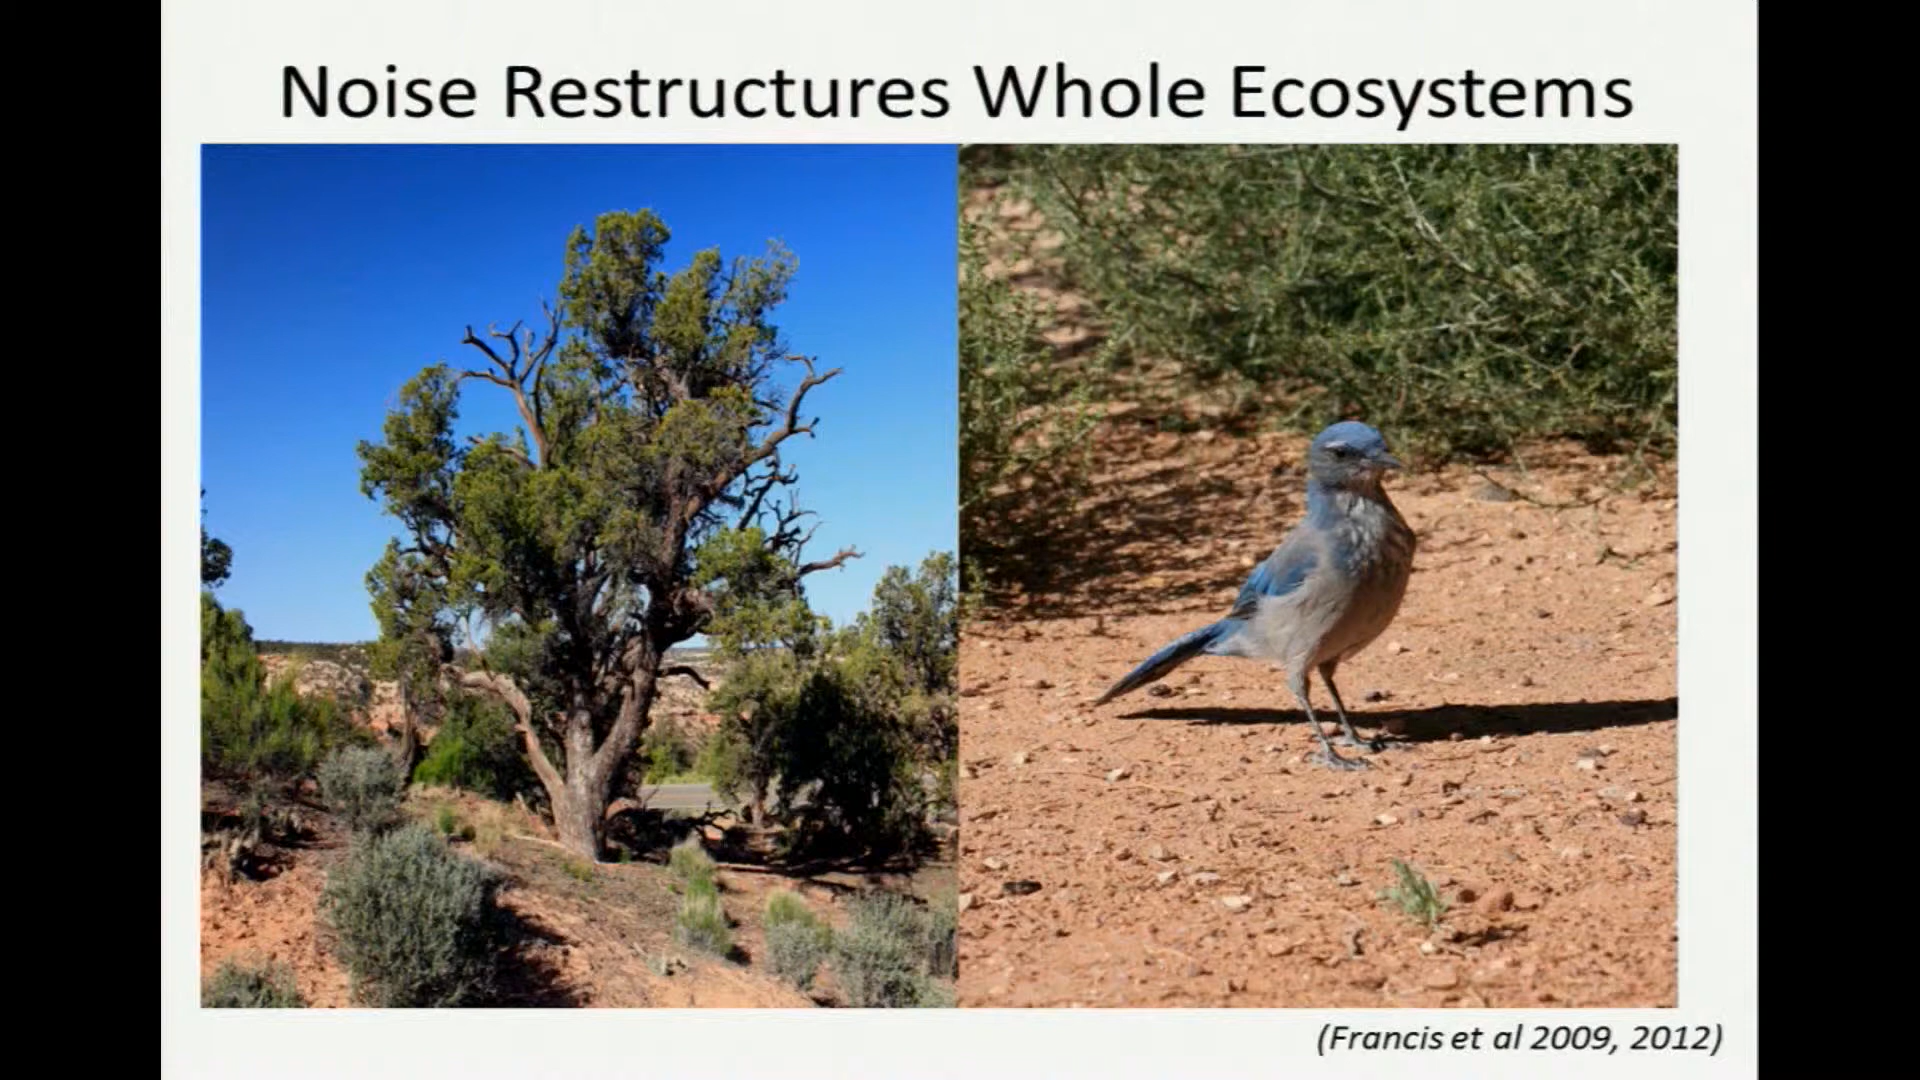 Noise Restructures Whole Ecosystems
(Francis et al 2009, 2012)